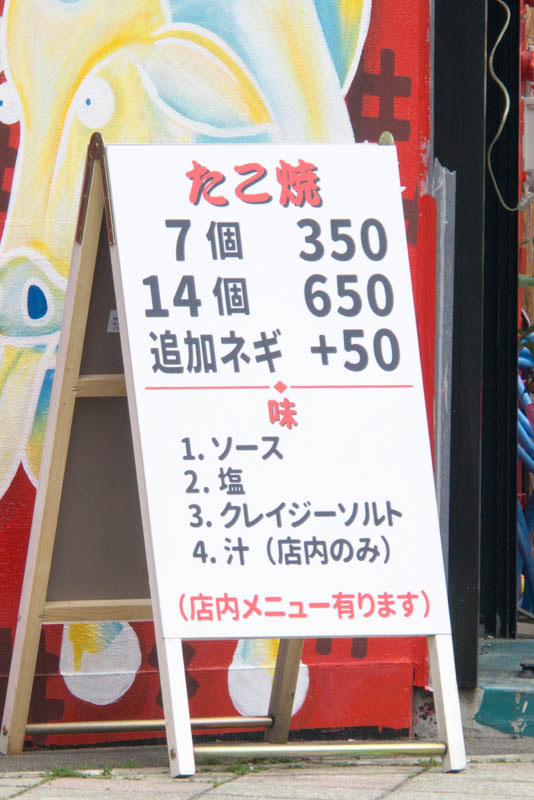 たこ焼
7個 350
14個 650
追加ネギ +50
味
1. ソース
2. 塩
3. クレイジーソルト
4. 汁（店内のみ）
（店内メニュー有ります）